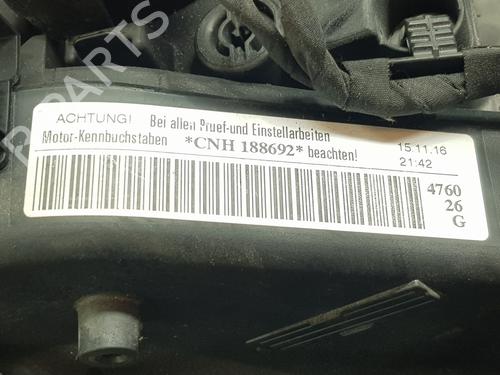 ACHTUNG! Bei allen Pruef-und Einstellarbeiten
Motor-Kennbuchstaben *CNH 188692* beachten!
15.11.16
21:42
4760
26
G